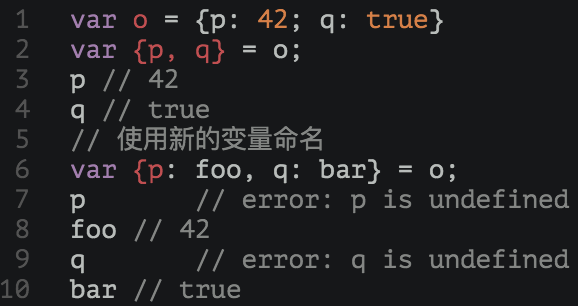 1 var o = {p: 42; q: true}
2 var {p, q} = o;
3 p // 42
4 q // true
5 // 使用新的变量命名
6 var {p: foo, q: bar} = o;
7 p // error: p is undefined
8 foo // 42
9 q // error: q is undefined
10 bar // true